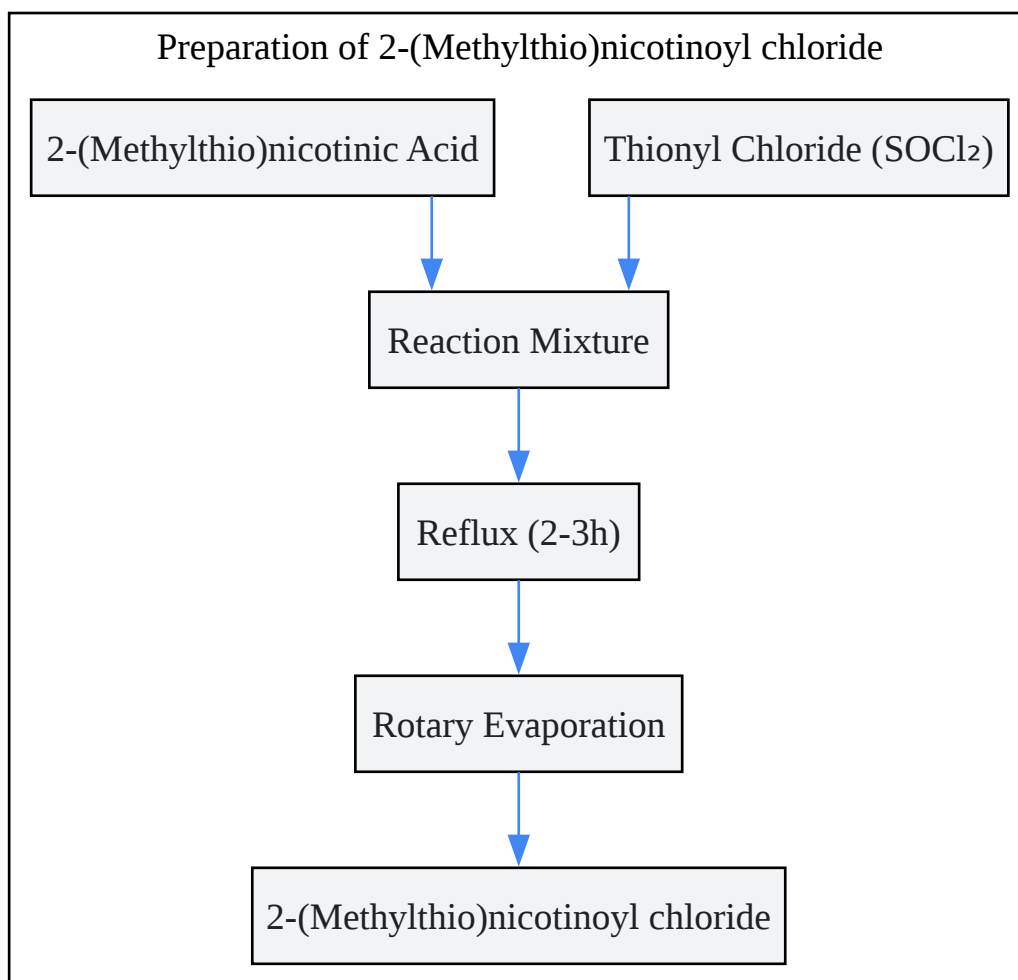 Preparation of 2-(Methylthio)nicotinoyl chloride
2-(Methylthio)nicotinic Acid
Thionyl Chloride (SOCl₂)
Reaction Mixture
Reflux (2-3h)
Rotary Evaporation
2-(Methylthio)nicotinoyl chloride